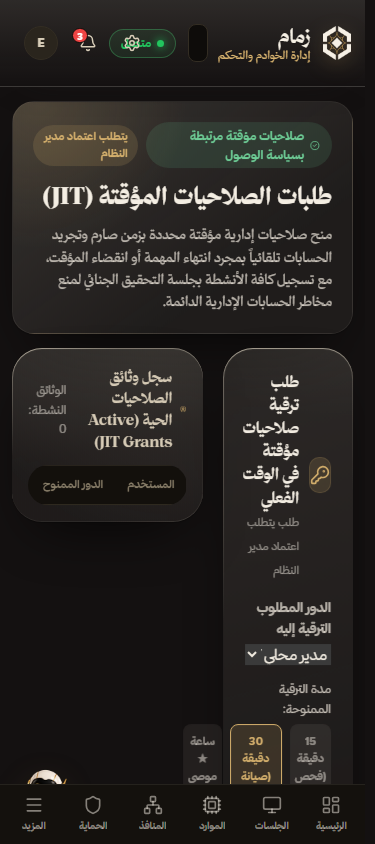 زمام
إدارة الخوادم والتحكم
متصل
3
E
صلاحيات مؤقتة مرتبطة
بسياسة الوصول
يتطلب اعتماد مدير
النظام
طلبات الصلاحيات المؤقتة (JIT)
منح صلاحيات إدارية مؤقتة محددة بزمن صارم وتجريد
الحسابات تلقائياً بمجرد انتهاء المهمة أو انقضاء المؤقت،
مع تسجيل كافة الأنشطة بجلسة التحقيق الجنائي لمنع
مخاطر الحسابات الإدارية الدائمة.
طلب
ترقية
صلاحيات
مؤقتة
في الوقت
الفعلي
طلب يتطلب
اعتماد مدير
النظام
الدور المطلوب
الترقية إليه
مدير محلي
مدة الترقية
الممنوحة:
15
دقيقة
(فحص
30
دقيقة
(صيانة
ساعة
★
موصى
سجل وثائق
الصلاحيات
الحية (Active
JIT Grants)
الوثائق
النشطة:
0
المستخدم
الدور الممنوح
الرئيسية
الجلسات
الموارد
المنافذ
الحماية
المزيد